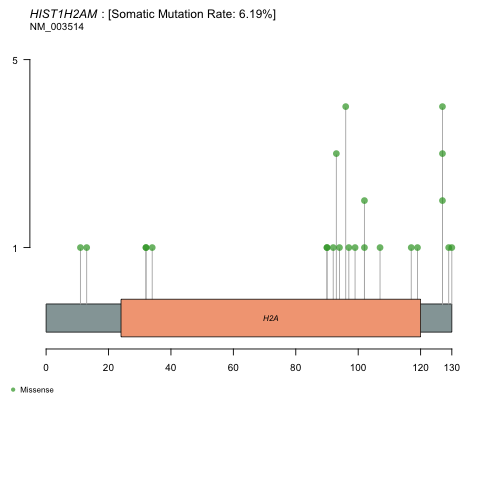 HIST1H2AM : [Somatic Mutation Rate: 6.19%]
NM_003514
5
1
H2A
0 20 40 60 80 100 120 130
Missense